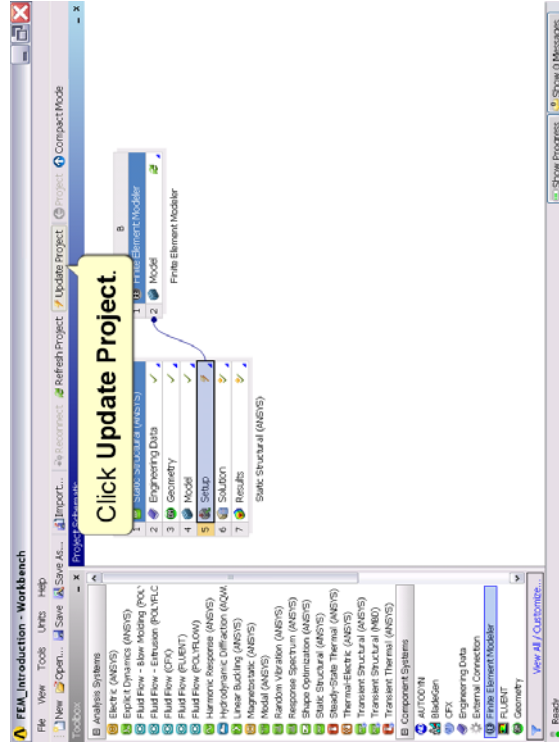 FEM_Introduction - Workbench
File View Tools Units Help
New Open... Save Save As... Import... Reconnect Refresh Project Update Project Project Compact Mode
Toolbox
Analysis Systems
Electric (ANSYS)
Explicit Dynamics (ANSYS)
Fluid Flow - Blow Molding (POLY
Fluid Flow - Extrusion (POLYFLC
Fluid Flow (CFX)
Fluid Flow (FLUENT)
Fluid Flow (POLYFLOW)
Harmonic Response (ANSYS)
Hydrodynamic Diffraction (AQW
Linear Buckling (ANSYS)
Magnetostatic (ANSYS)
Modal (ANSYS)
Random Vibration (ANSYS)
Response Spectrum (ANSYS)
Shape Optimization (ANSYS)
Static Structural (ANSYS)
Steady-State Thermal (ANSYS)
Thermal-Electric (ANSYS)
Transient Structural (ANSYS)
Transient Structural (MBD)
Transient Thermal (ANSYS)
Component Systems
AUTODYN
BladeGen
CFX
Engineering Data
External Connection
Finite Element Modeler
FLUENT
Geometry
View All / Customize...
Project Schematic
Click Update Project.
1 Static Structural (ANSYS)
2 Engineering Data
3 Geometry
4 Model
5 Setup
6 Solution
7 Results
Static Structural (ANSYS)
B
1 Finite Element Modeler
2 Model
Finite Element Modeler
Ready
Show Progress
Show 0 Messages